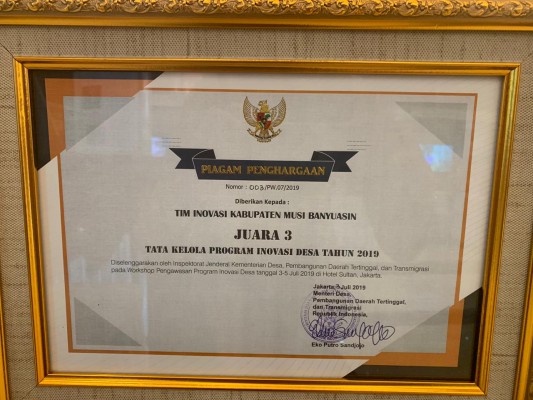 PIAGAM PENGHARGAAN
Nomor : 003/PW.07/2019
Diberikan Kepada :
TIM INOVASI KABUPATEN MUSI BANYUASIN
JUARA 3
TATA KELOLA PROGRAM INOVASI DESA TAHUN 2019
Diselenggarakan oleh Inspektorat Jenderal Kementerian Desa, Pembangunan Daerah Tertinggal, dan Transmigrasi
pada Workshop Pengawasan Program Inovasi Desa tanggal 3-5 Juli 2019 di Hotel Sultan, Jakarta.
Jakarta, Juli 2019
Menteri Desa,
Pembangunan Daerah Tertinggal,
dan Transmigrasi
Republik Indonesia,
Eko Putro Sandjojo